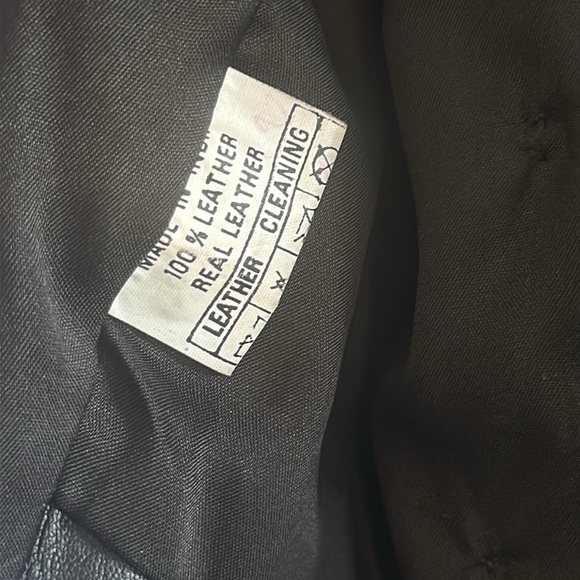 MADE IN
100 % LEATHER
REAL LEATHER
LEATHER CLEANING